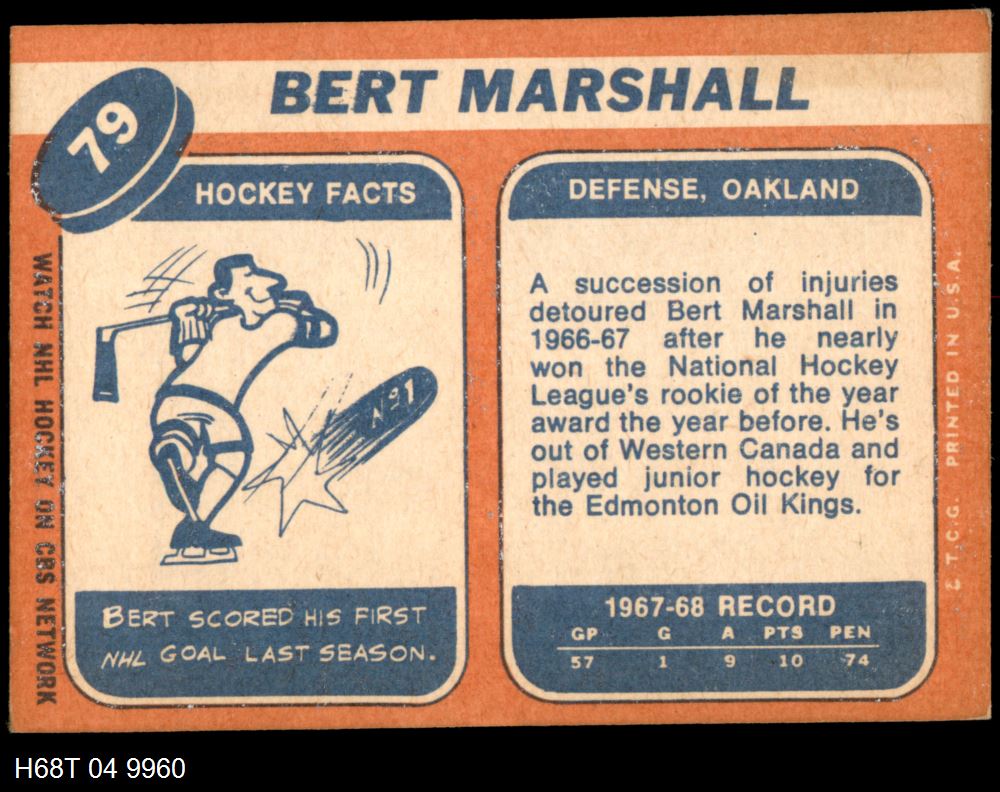 BERT MARSHALL
79
HOCKEY FACTS
Nº1
BERT SCORED HIS FIRST
NHL GOAL LAST SEASON.
DEFENSE, OAKLAND
A succession of injuries
detoured Bert Marshall in
1966-67 after he nearly
won the National Hockey
League's rookie of the year
award the year before. He's
out of Western Canada and
played junior hockey for
the Edmonton Oil Kings.
1967-68 RECORD
GP G A PTS PEN
57 1 9 10 74
WATCH NHL HOCKEY ON CBS NETWORK
T.C.G. PRINTED IN U.S.A.
H68T 04 9960